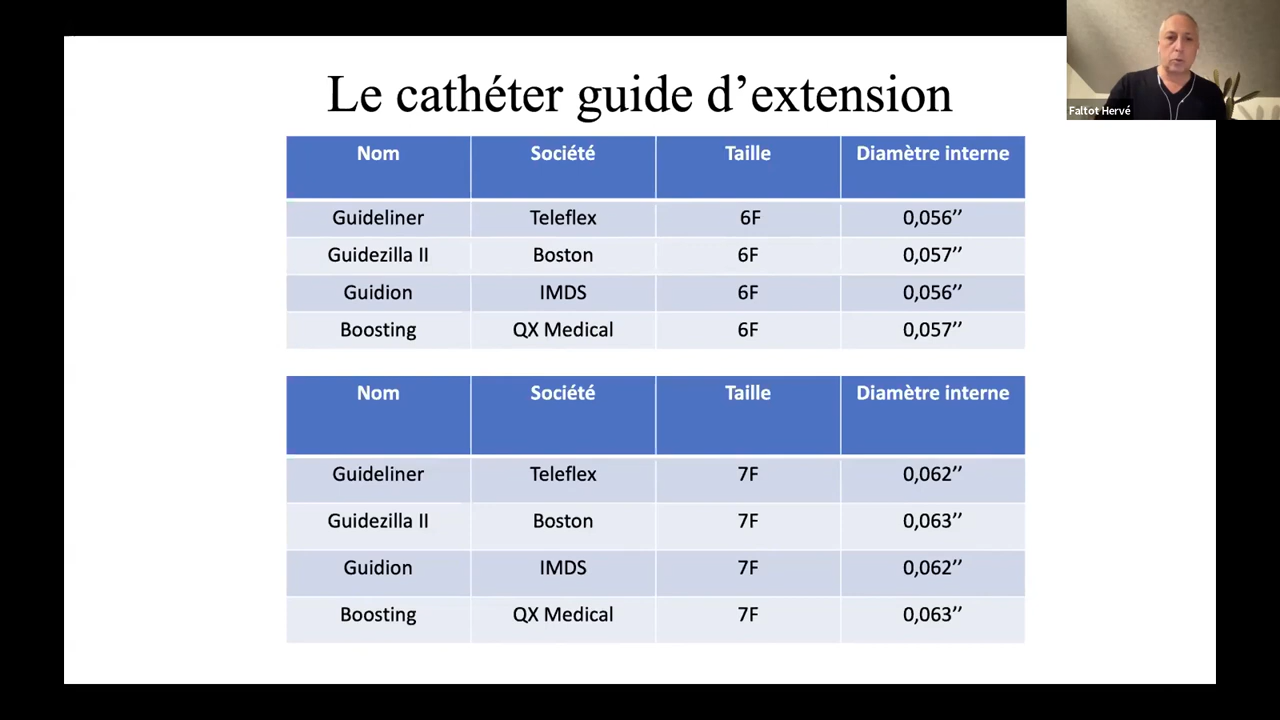 Le cathéter guide d’extension
Faltot Hervé
Nom Société Taille Diamètre interne
Guideliner Teleflex 6F 0,056’’
Guidezilla II Boston 6F 0,057’’
Guidion IMDS 6F 0,056’’
Boosting QX Medical 6F 0,057’’
Nom Société Taille Diamètre interne
Guideliner Teleflex 7F 0,062’’
Guidezilla II Boston 7F 0,063’’
Guidion IMDS 7F 0,062’’
Boosting QX Medical 7F 0,063’’